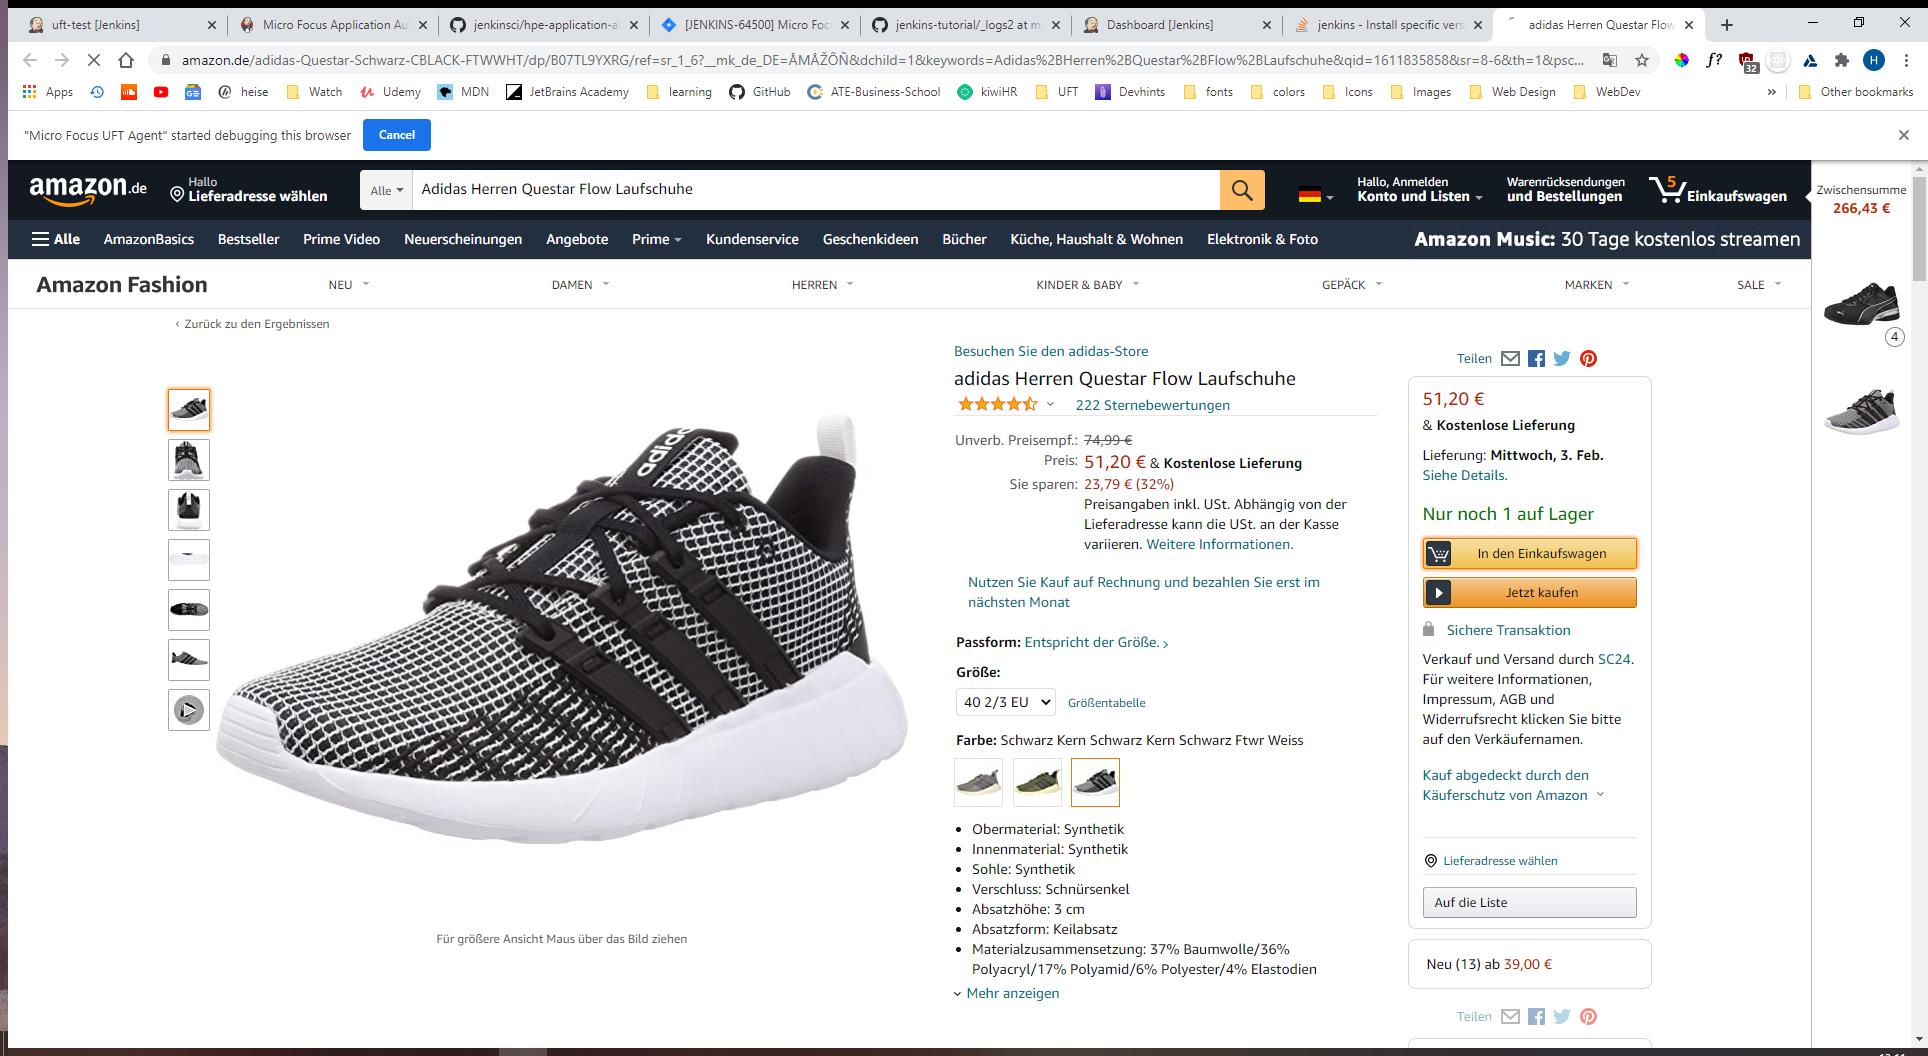 uft-test [Jenkins]
Micro Focus Application Au
jenkinsci/hpe-application-a
[JENKINS-64500] Micro Foc
jenkins-tutorial/_logs2 at m
Dashboard [Jenkins]
jenkins - Install specific vers
adidas Herren Questar Flow
amazon.de/adidas-Questar-Schwarz-CBLACK-FTWWHT/dp/B07TL9YXRG/ref=sr_1_6?__mk_de_DE=ÅMÅŽÕÑ&dchild=1&keywords=Adidas%2BHerren%2BQuestar%2BFlow%2BLaufschuhe&qid=1611835858&sr=8-6&th=1&psc...
f?
32
H
Apps
heise
Watch
Udemy
MDN
JetBrains Academy
learning
GitHub
ATE-Business-School
kiwiHR
UFT
Devhints
fonts
colors
Icons
Images
Web Design
WebDev
»
Other bookmarks
"Micro Focus UFT Agent" started debugging this browser
Cancel
amazon.de
Hallo
Lieferadresse wählen
Alle
Adidas Herren Questar Flow Laufschuhe
Hallo, Anmelden
Konto und Listen
Warenrücksendungen
und Bestellungen
5
Einkaufswagen
Zwischensumme
266,43 €
Alle
AmazonBasics
Bestseller
Prime Video
Neuerscheinungen
Angebote
Prime
Kundenservice
Geschenkideen
Bücher
Küche, Haushalt & Wohnen
Elektronik & Foto
Amazon Music: 30 Tage kostenlos streamen
Amazon Fashion
NEU
DAMEN
HERREN
KINDER & BABY
GEPÄCK
MARKEN
SALE
4
‹ Zurück zu den Ergebnissen
adidas
Für größere Ansicht Maus über das Bild ziehen
Besuchen Sie den adidas-Store
adidas Herren Questar Flow Laufschuhe
222 Sternebewertungen
Unverb. Preisempf.: 74,99 €
Preis: 51,20 € & Kostenlose Lieferung
Sie sparen: 23,79 € (32%)
Preisangaben inkl. USt. Abhängig von der
Lieferadresse kann die USt. an der Kasse
variieren. Weitere Informationen.
Nutzen Sie Kauf auf Rechnung und bezahlen Sie erst im
nächsten Monat
Passform: Entspricht der Größe. ›
Größe:
40 2/3 EU
Größentabelle
Farbe: Schwarz Kern Schwarz Kern Schwarz Ftwr Weiss
• Obermaterial: Synthetik
• Innenmaterial: Synthetik
• Sohle: Synthetik
• Verschluss: Schnürsenkel
• Absatzhöhe: 3 cm
• Absatzform: Keilabsatz
• Materialzusammensetzung: 37% Baumwolle/36%
Polyacryl/17% Polyamid/6% Polyester/4% Elastodien
Mehr anzeigen
Teilen
51,20 €
& Kostenlose Lieferung
Lieferung: Mittwoch, 3. Feb.
Siehe Details.
Nur noch 1 auf Lager
In den Einkaufswagen
Jetzt kaufen
Sichere Transaktion
Verkauf und Versand durch SC24.
Für weitere Informationen,
Impressum, AGB und
Widerrufsrecht klicken Sie bitte
auf den Verkäufernamen.
Kauf abgedeckt durch den
Käuferschutz von Amazon
Lieferadresse wählen
Auf die Liste
Neu (13) ab 39,00 €
Teilen